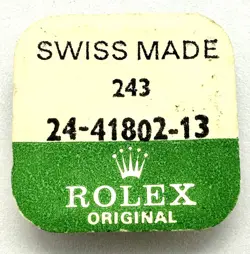 SWISS MADE
243
24-41802-13
ROLEX
ORIGINAL